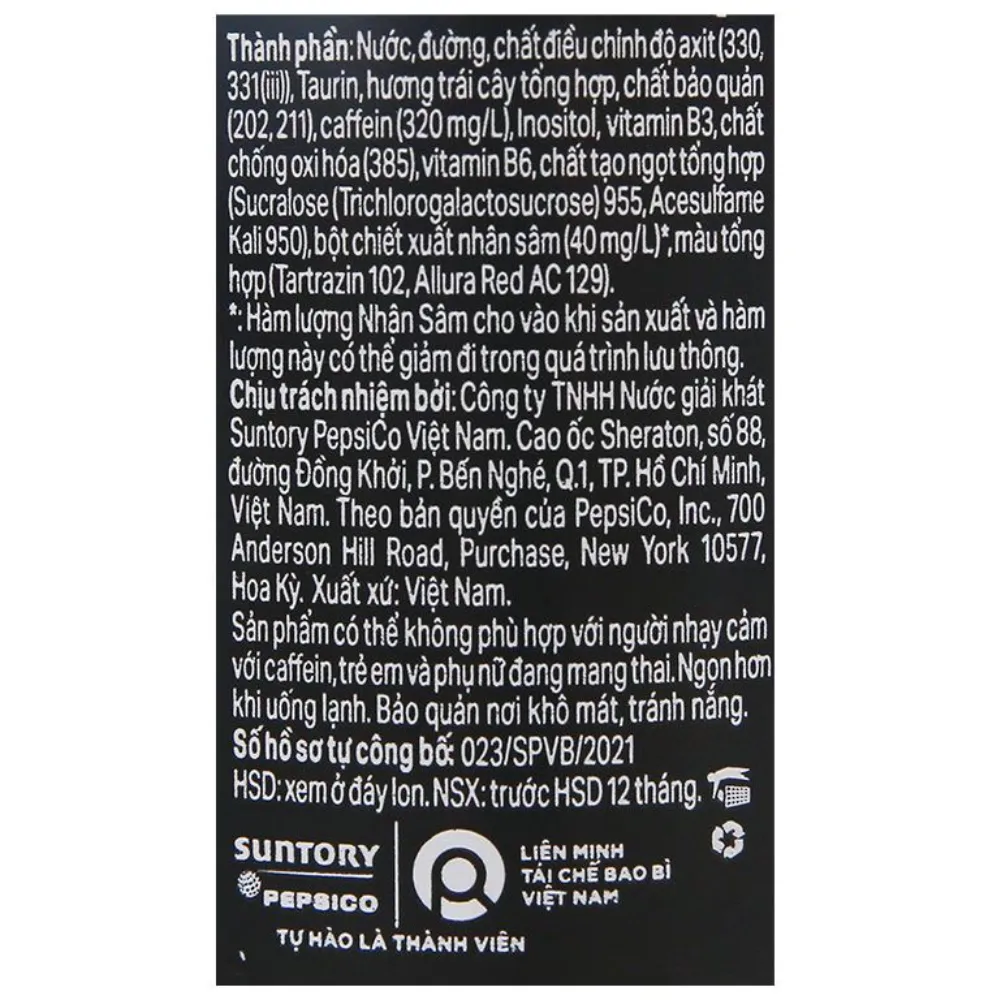 Thành phần: Nước, đường, chất điều chỉnh độ axit (330,
331(iii)), Taurin, hương trái cây tổng hợp, chất bảo quản
(202, 211), caffein (320 mg/L), Inositol, vitamin B3, chất
chống oxi hóa (385), vitamin B6, chất tạo ngọt tổng hợp
(Sucralose (Trichlorogalactosucrose) 955, Acesulfame
Kali 950), bột chiết xuất nhân sâm (40 mg/L)*, màu tổng
hợp (Tartrazin 102, Allura Red AC 129).
*: Hàm lượng Nhân Sâm cho vào khi sản xuất và hàm
lượng này có thể giảm đi trong quá trình lưu thông.
Chịu trách nhiệm bởi: Công ty TNHH Nước giải khát
Suntory PepsiCo Việt Nam. Cao ốc Sheraton, số 88,
đường Đồng Khởi, P. Bến Nghé, Q.1, TP. Hồ Chí Minh,
Việt Nam. Theo bản quyền của PepsiCo, Inc., 700
Anderson Hill Road, Purchase, New York 10577,
Hoa Kỳ. Xuất xứ: Việt Nam.
Sản phẩm có thể không phù hợp với người nhạy cảm
với caffein, trẻ em và phụ nữ đang mang thai. Ngon hơn
khi uống lạnh. Bảo quản nơi khô mát, tránh nắng.
Số hồ sơ tự công bố: 023/SPVB/2021
HSD: xem ở đáy lon. NSX: trước HSD 12 tháng.
SUNTORY
PEPSICO
LIÊN MINH
TÁI CHẾ BAO BÌ
VIỆT NAM
TỰ HÀO LÀ THÀNH VIÊN